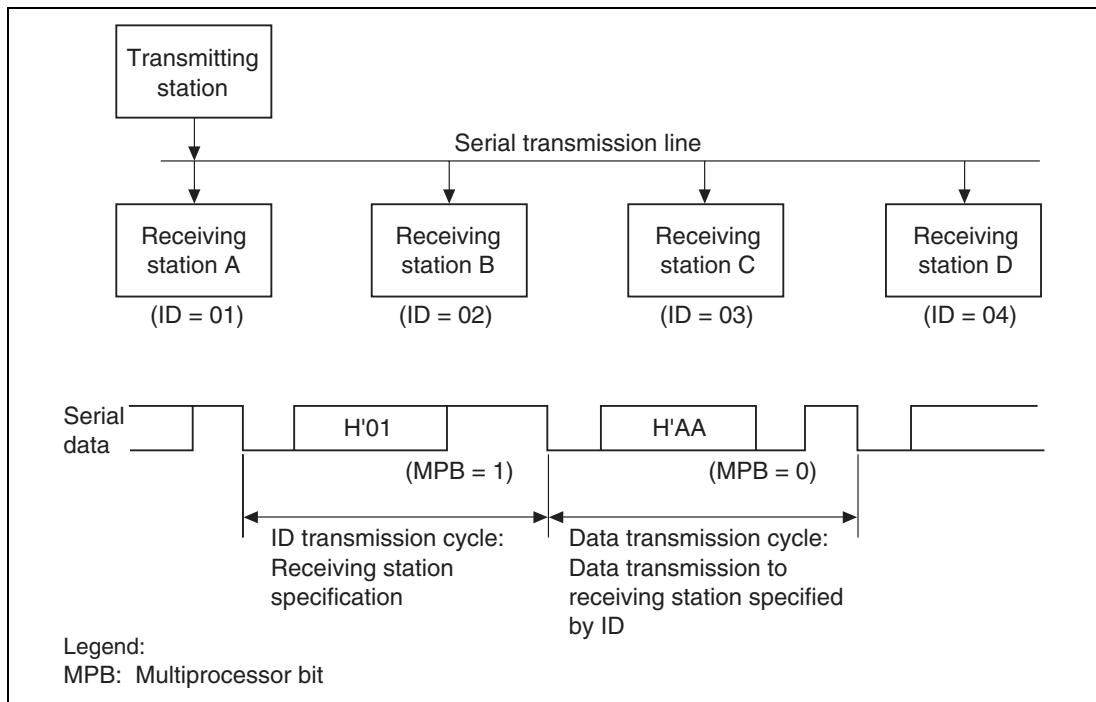 Transmitting
station
Serial transmission line
Receiving
station A
Receiving
station B
Receiving
station C
Receiving
station D
(ID = 01)
(ID = 02)
(ID = 03)
(ID = 04)
Serial
data
H'01
H'AA
(MPB = 1)
(MPB = 0)
ID transmission cycle:
Receiving station
specification
Data transmission cycle:
Data transmission to
receiving station specified
by ID
Legend:
MPB: Multiprocessor bit